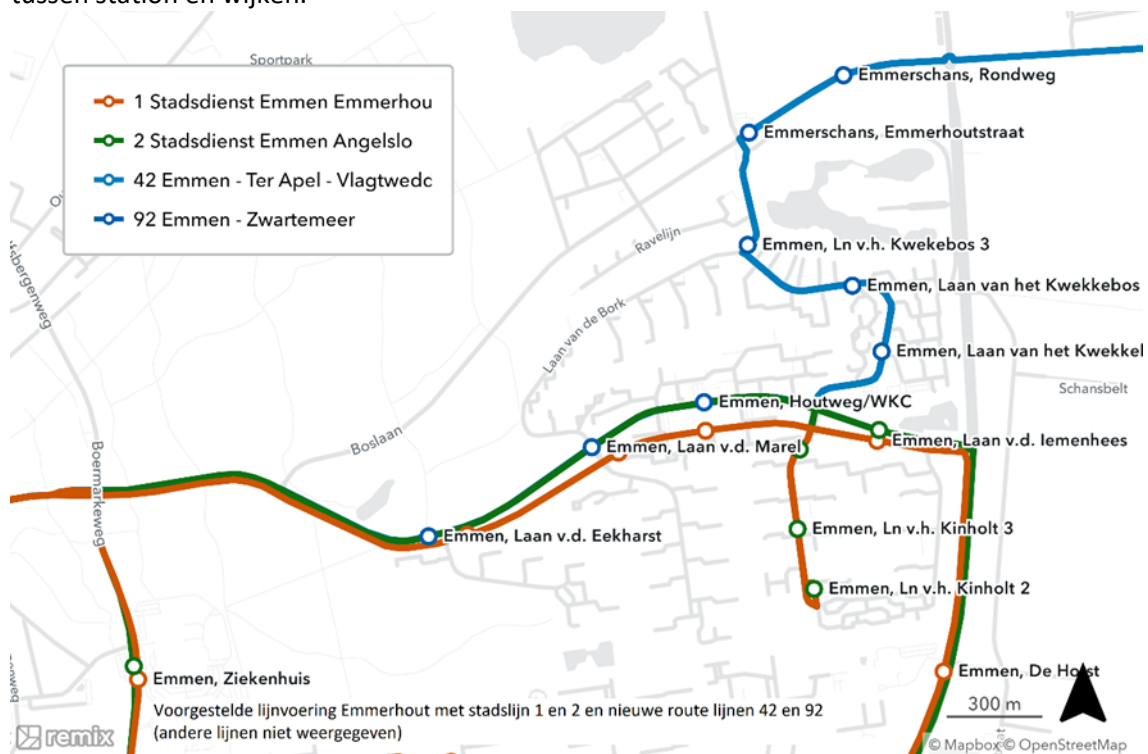 tussen station en wijken.
Sportpark
1 Stadsdienst Emmen Emmerhou
2 Stadsdienst Emmen Angelslo
42 Emmen - Ter Apel - Vlagtwedc
92 Emmen - Zwartemeer
Emmerschans, Rondweg
Emmerschans, Emmerhoutstraat
Ravelijn
Emmen, Ln v.h. Kwekebos 3
Emmen, Laan van het Kwekkebos
Laan van de Bork
Emmen, Laan van het Kwekkel
Schansbelt
Emmen, Houtweg/WKC
Boslaan
Emmen, Laan v.d. Marel
Emmen, Laan v.d. Iemenhees
Boermarkeweg
Emmen, Laan v.d. Eekharst
Emmen, Ln v.h. Kinholt 3
Emmen, Ln v.h. Kinholt 2
Emmen, Ziekenhuis
Emmen, De Horst
300 m
Voorgestelde lijnvoering Emmerhout met stadslijn 1 en 2 en nieuwe route lijnen 42 en 92
(andere lijnen niet weergegeven)
remix
© Mapbox © OpenStreetMap